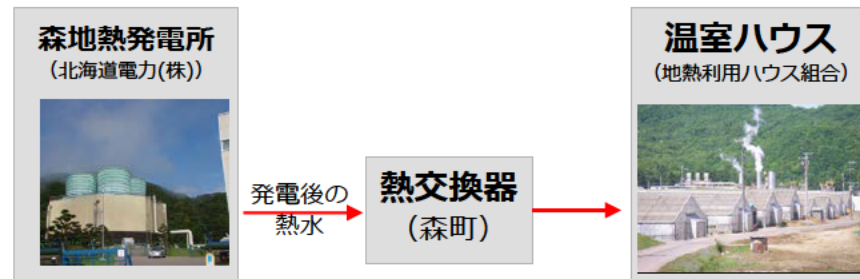 森地熱発電所
（北海道電力(株)）
発電後の
熱水
熱交換器
（森町）
温室ハウス
（地熱利用ハウス組合）